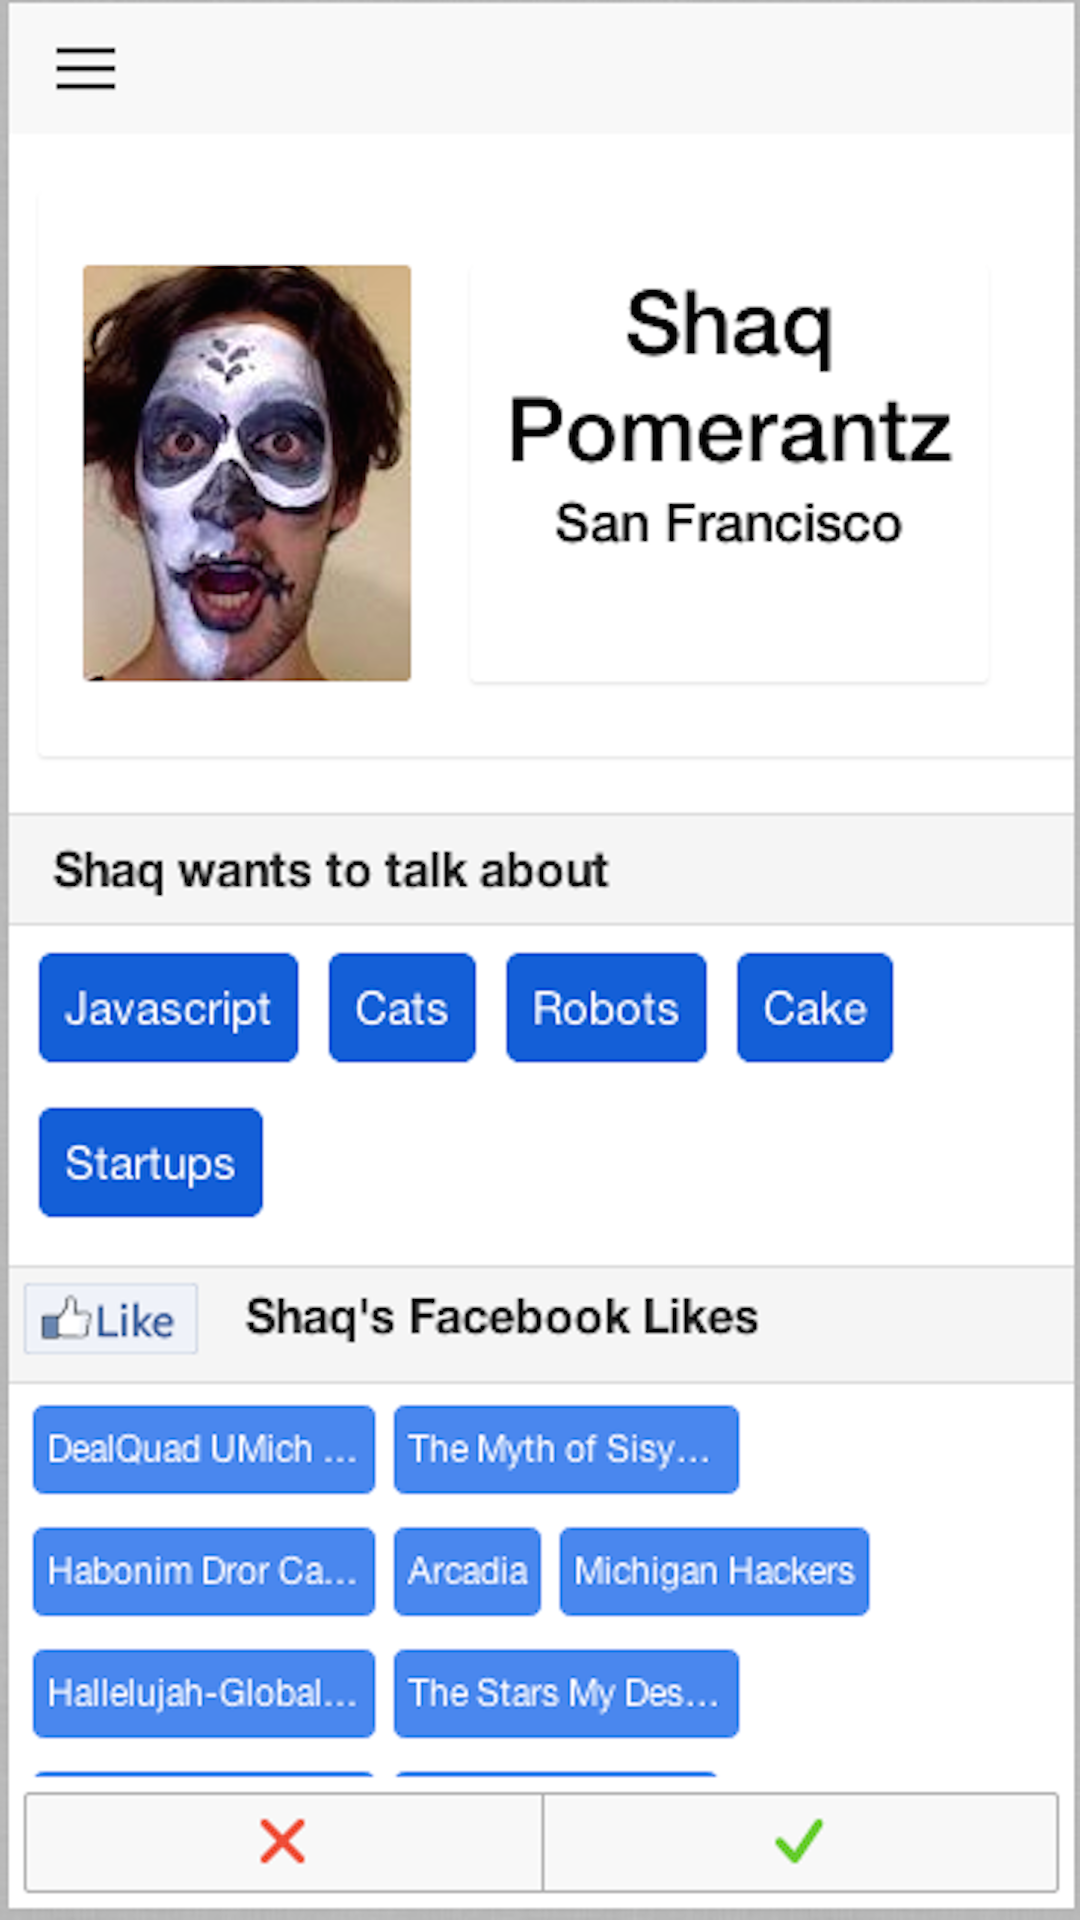 Shaq
Pomerantz
San Francisco
Shaq wants to talk about
Javascript Cats Robots Cake
Startups
Like Shaq's Facebook Likes
DealQuad UMich ... The Myth of Sisy...
Habonim Dror Ca... Arcadia Michigan Hackers
Hallelujah-Global... The Stars My Des...